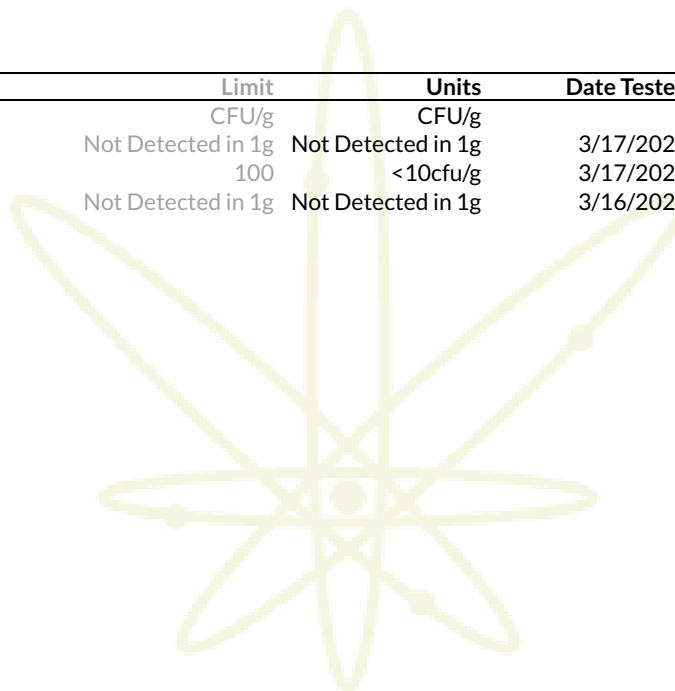 Limit Units Date Teste
CFU/g CFU/g
Not Detected in 1g Not Detected in 1g 3/17/202
100 <10cfu/g 3/17/202
Not Detected in 1g Not Detected in 1g 3/16/202